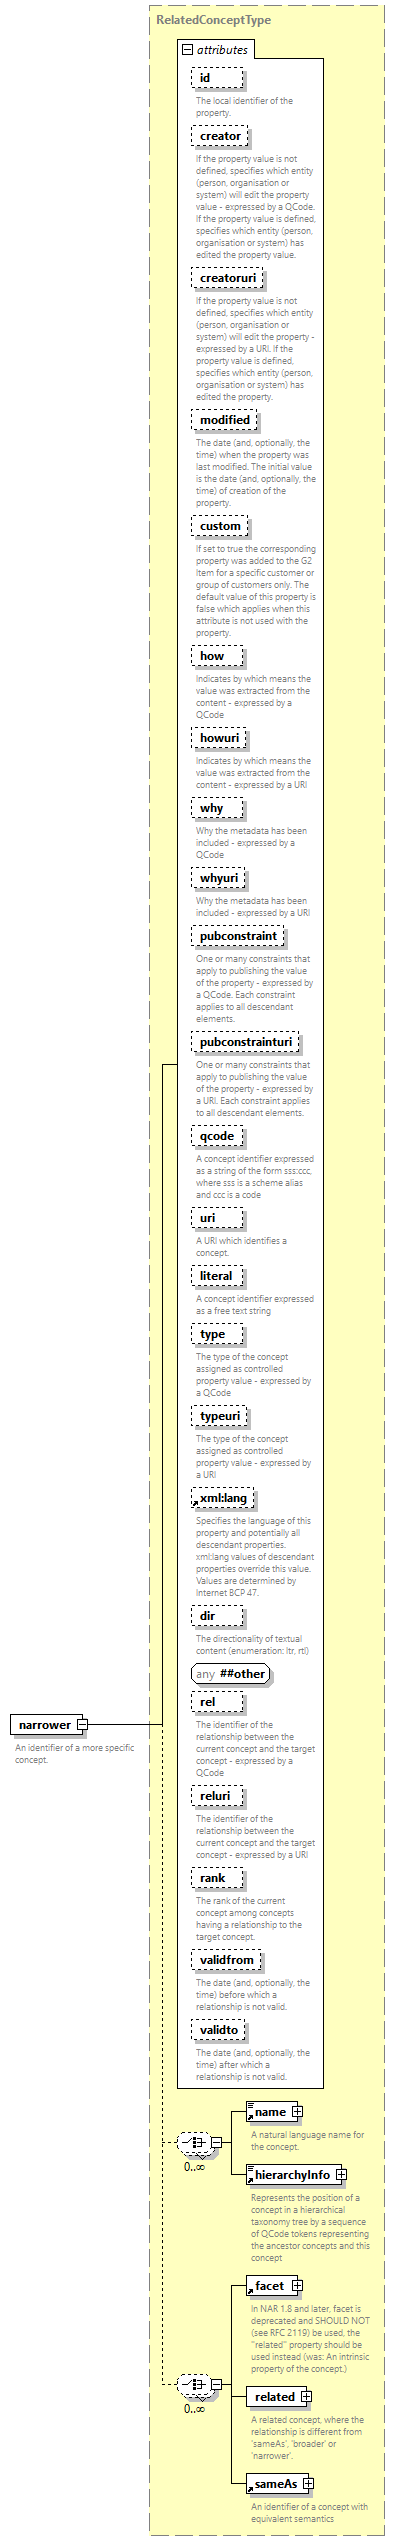 RelatedConceptType
attributes
id
The local identifier of the
property.
creator
If the property value is not
defined, specifies which entity
(person, organisation or
system) will edit the property
value - expressed by a QCode.
If the property value is defined,
specifies which entity (person,
organisation or system) has
edited the property value.
creatoruri
If the property value is not
defined, specifies which entity
(person, organisation or
system) will edit the property -
expressed by a URI. If the
property value is defined,
specifies which entity (person,
organisation or system) has
edited the property.
modified
The date (and, optionally, the
time) when the property was
last modified. The initial value
is the date (and, optionally, the
time) of creation of the
property.
custom
If set to true the corresponding
property was added to the G2
Item for a specific customer or
group of customers only. The
default value of this property is
false which applies when this
attribute is not used with the
property.
how
Indicates by which means the
value was extracted from the
content - expressed by a
QCode
howuri
Indicates by which means the
value was extracted from the
content - expressed by a URI
why
Why the metadata has been
included - expressed by a
QCode
whyuri
Why the metadata has been
included - expressed by a URI
pubconstraint
One or many constraints that
apply to publishing the value
of the property - expressed by
a QCode. Each constraint
applies to all descendant
elements.
pubconstrainturi
One or many constraints that
apply to publishing the value
of the property - expressed by
a URI. Each constraint applies
to all descendant elements.
qcode
A concept identifier expressed
as a string of the form sss:ccc,
where sss is a scheme alias
and ccc is a code
uri
A URI which identifies a
concept.
literal
A concept identifier expressed
as a free text string
type
The type of the concept
assigned as controlled
property value - expressed by
a QCode
typeuri
The type of the concept
assigned as controlled
property value - expressed by
a URI
xml:lang
Specifies the language of this
property and potentially all
descendant properties.
xml:lang values of descendant
properties override this value.
Values are determined by
Internet BCP 47.
dir
The directionality of textual
content (enumeration: ltr, rtl)
any ##other
rel
The identifier of the
relationship between the
current concept and the target
concept - expressed by a
QCode
reluri
The identifier of the
relationship between the
current concept and the target
concept - expressed by a URI
rank
The rank of the current
concept among concepts
having a relationship to the
target concept.
validfrom
The date (and, optionally, the
time) before which a
relationship is not valid.
validto
The date (and, optionally, the
time) after which a
relationship is not valid.
narrower
An identifier of a more specific
concept.
0..∞
name
A natural language name for
the concept.
hierarchyInfo
Represents the position of a
concept in a hierarchical
taxonomy tree by a sequence
of QCode tokens representing
the ancestor concepts and this
concept
0..∞
facet
In NAR 1.8 and later, facet is
deprecated and SHOULD NOT
(see RFC 2119) be used, the
"related" property should be
used instead (was: An intrinsic
property of the concept.)
related
A related concept, where the
relationship is different from
'sameAs', 'broader' or
'narrower'.
sameAs
An identifier of a concept with
equivalent semantics